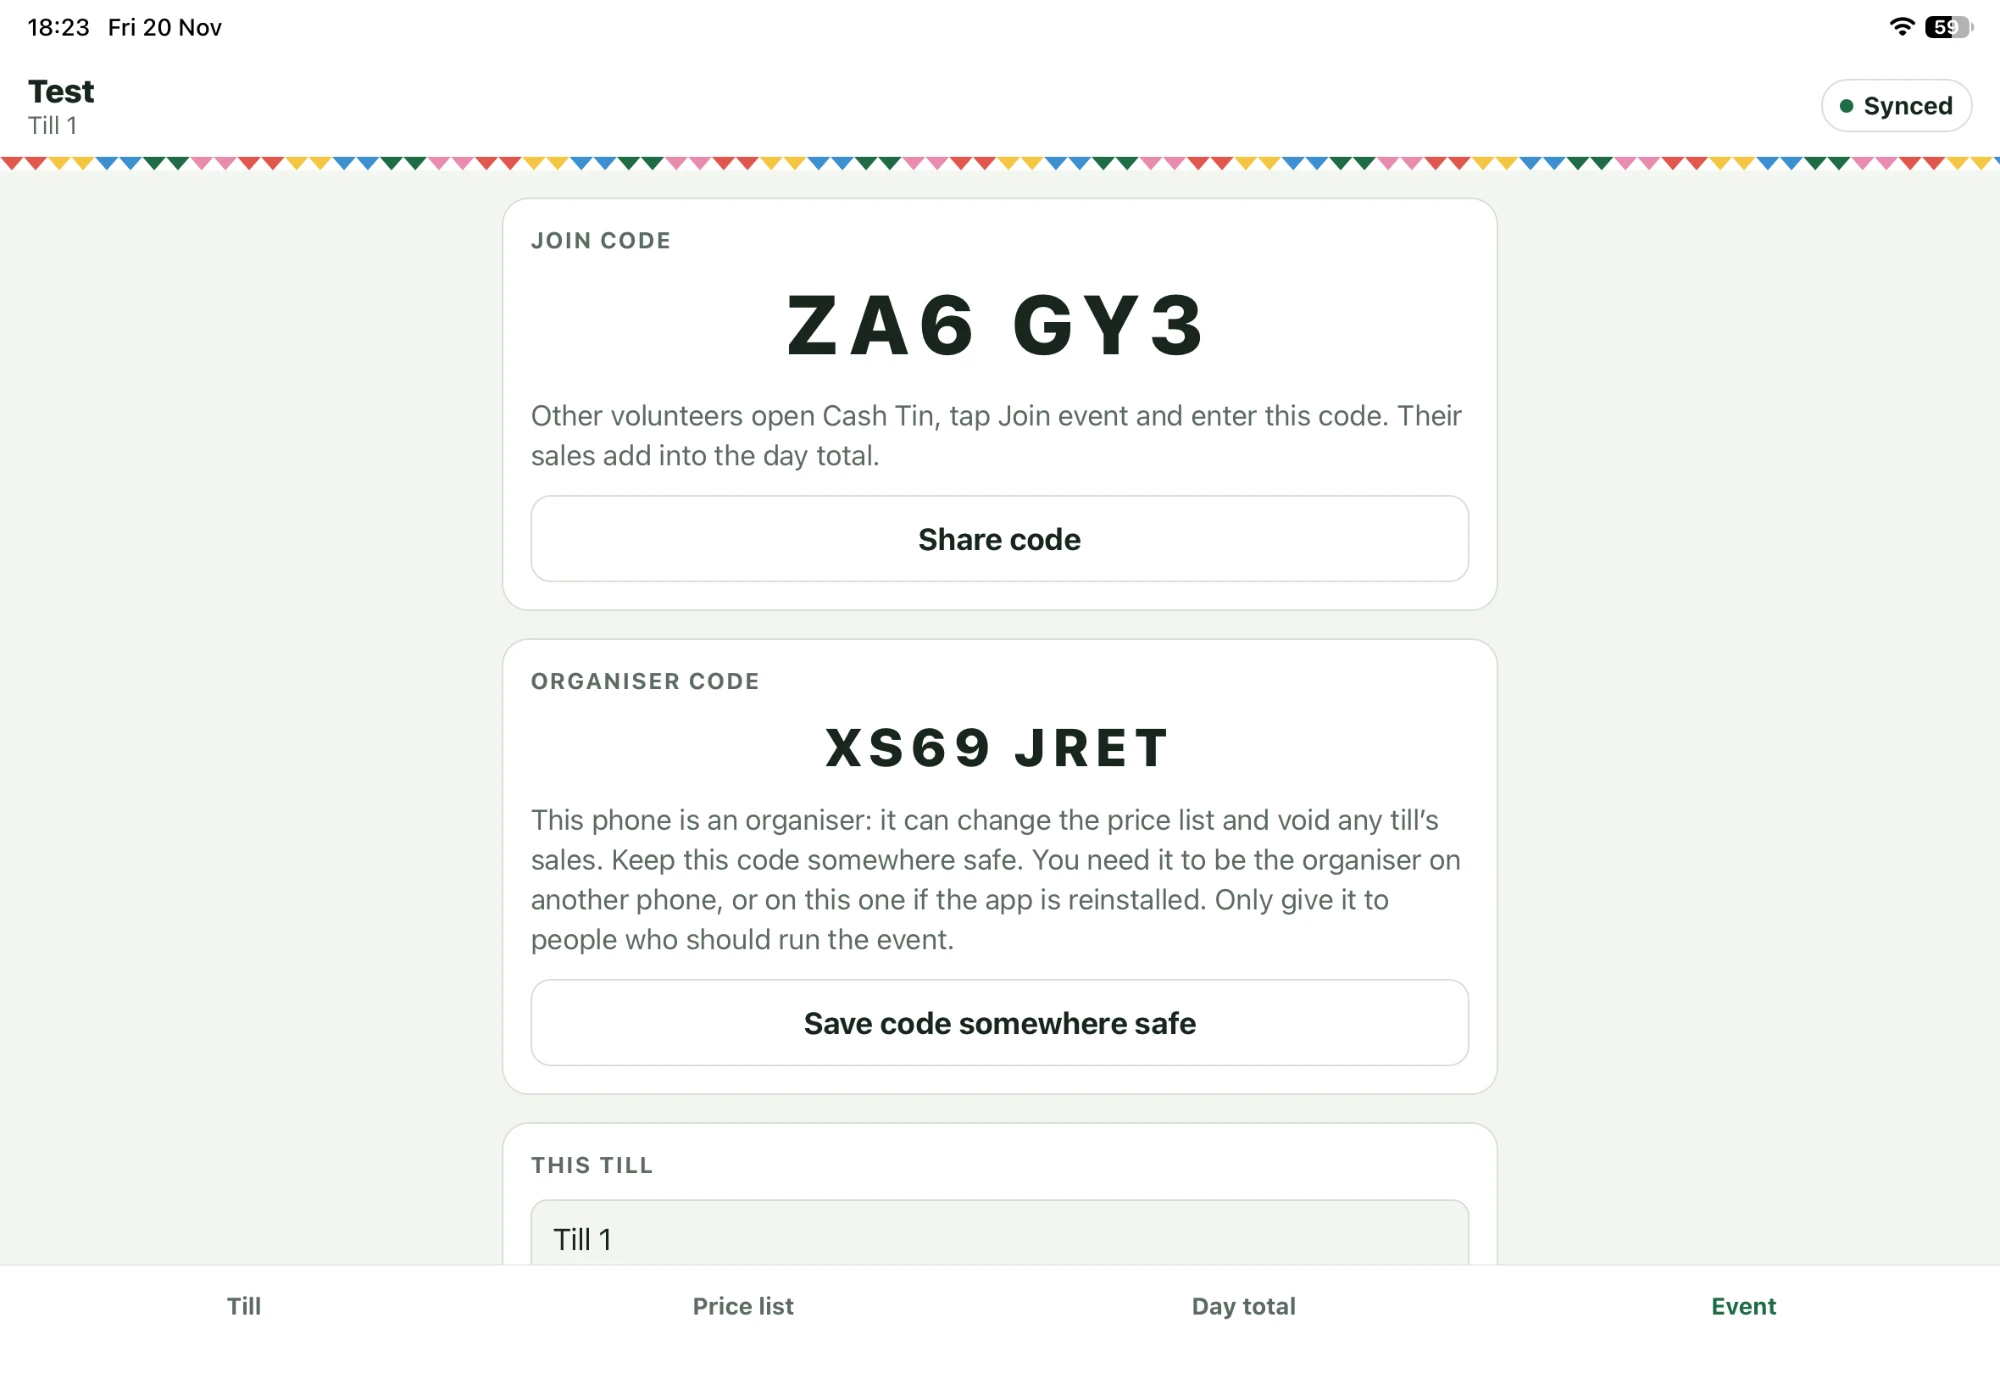 18:23 Fri 20 Nov
59
Test
Till 1
Synced
JOIN CODE
ZA6 GY3
Other volunteers open Cash Tin, tap Join event and enter this code. Their
sales add into the day total.
Share code
ORGANISER CODE
XS69 JRET
This phone is an organiser: it can change the price list and void any till’s
sales. Keep this code somewhere safe. You need it to be the organiser on
another phone, or on this one if the app is reinstalled. Only give it to
people who should run the event.
Save code somewhere safe
THIS TILL
Till 1
Till
Price list
Day total
Event